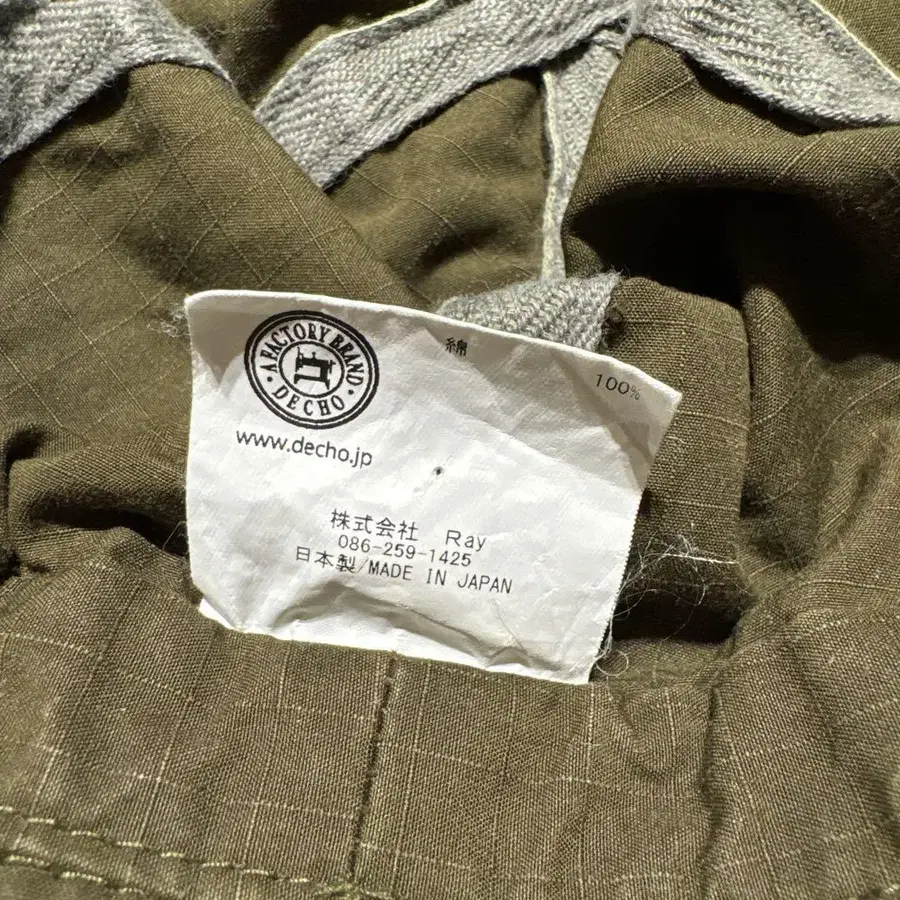 ・A FACTORY BRAND・
DECHO
www.decho.jp
綿 100%
株式会社 Ray
086-259-1425
日本製/MADE IN JAPAN